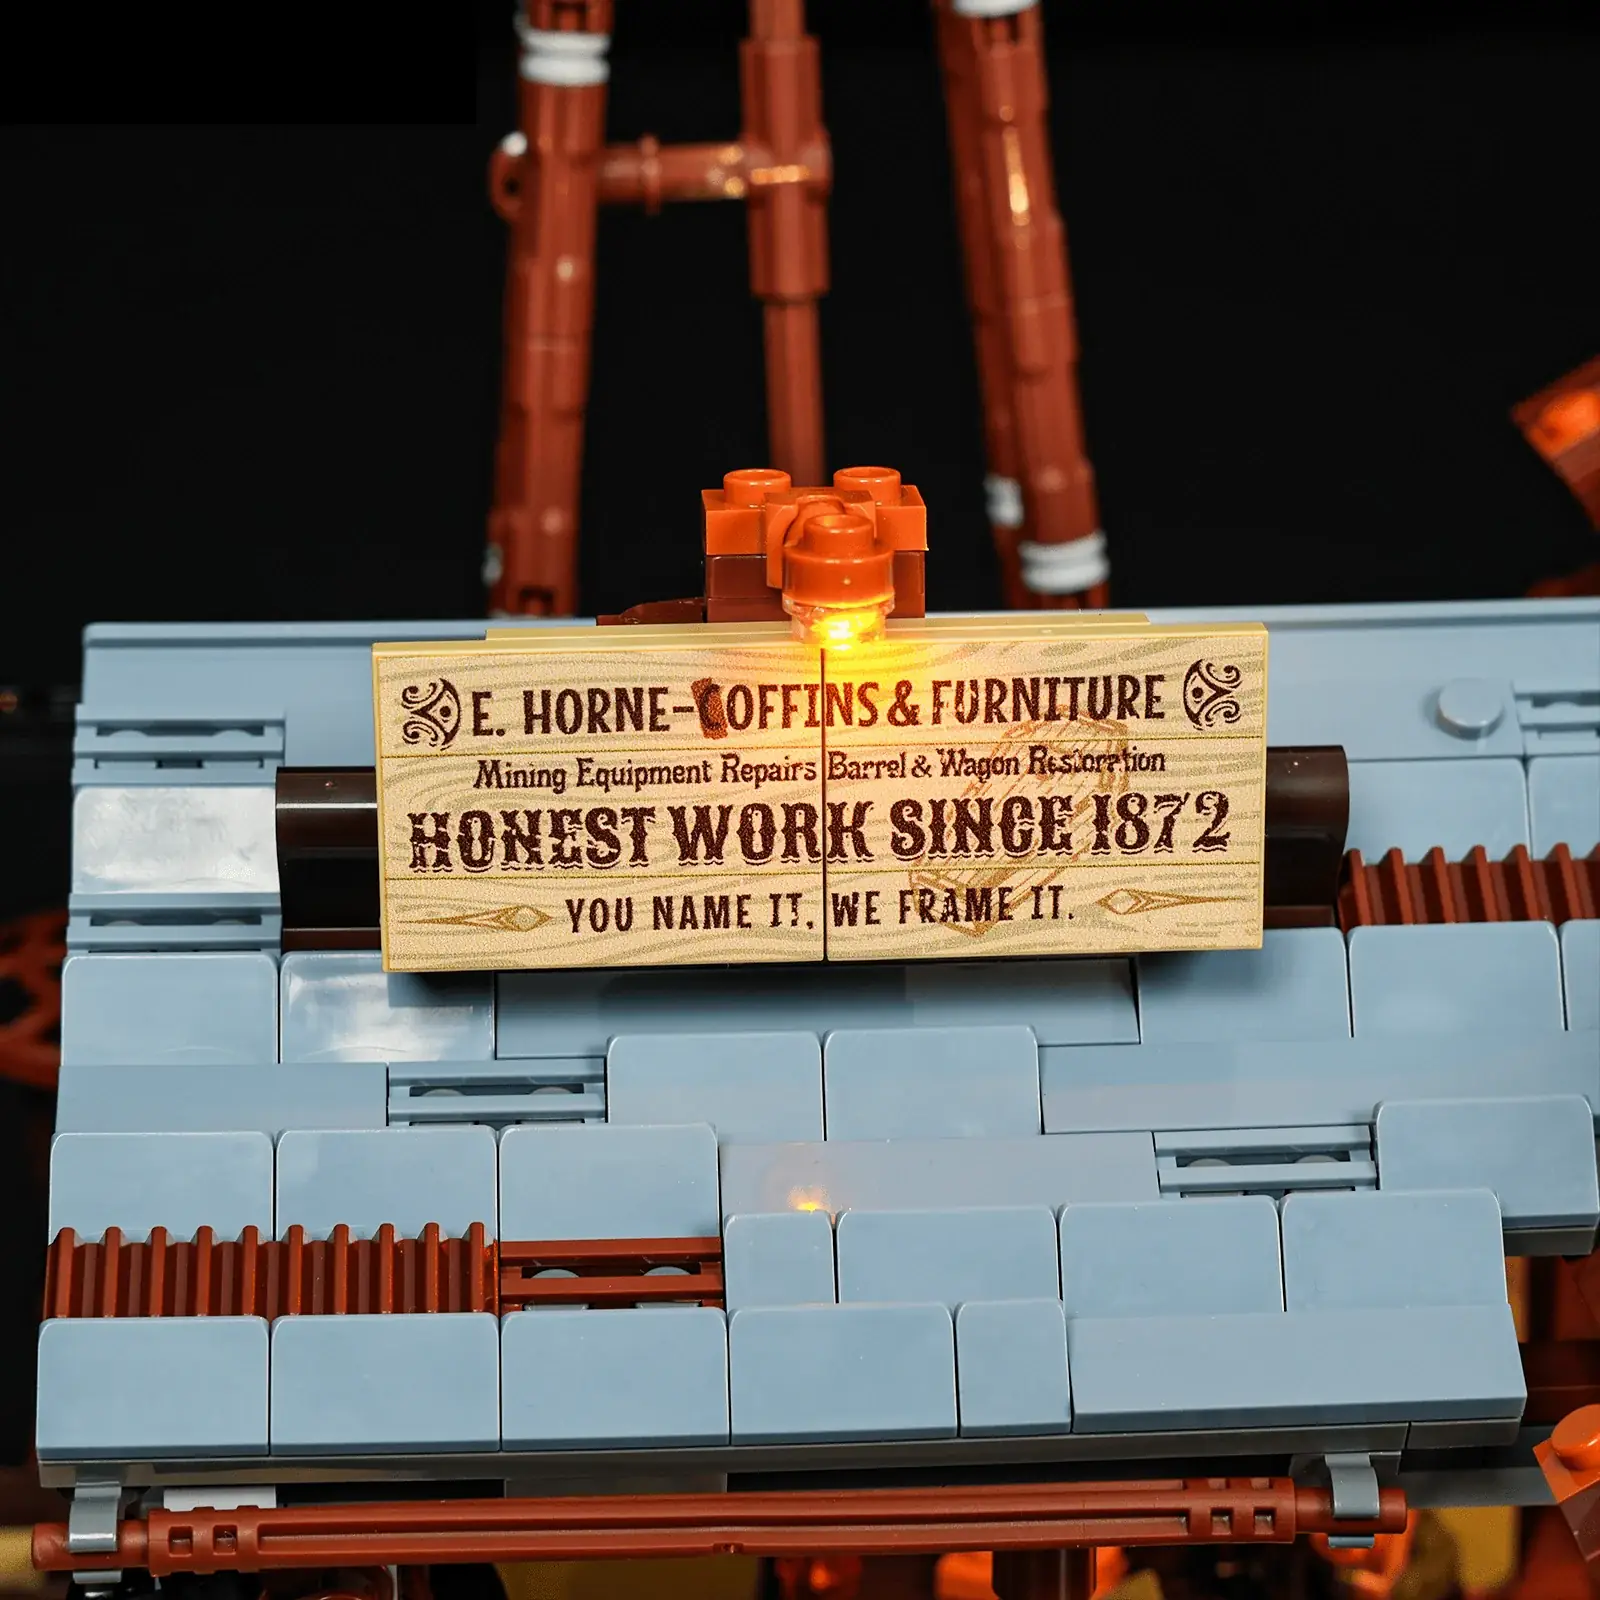 E. HORNE-COFFINS & FURNITURE
Mining Equipment Repairs Barrel & Wagon Restoration
HONEST WORK SINCE 1872
YOU NAME IT, WE FRAME IT.